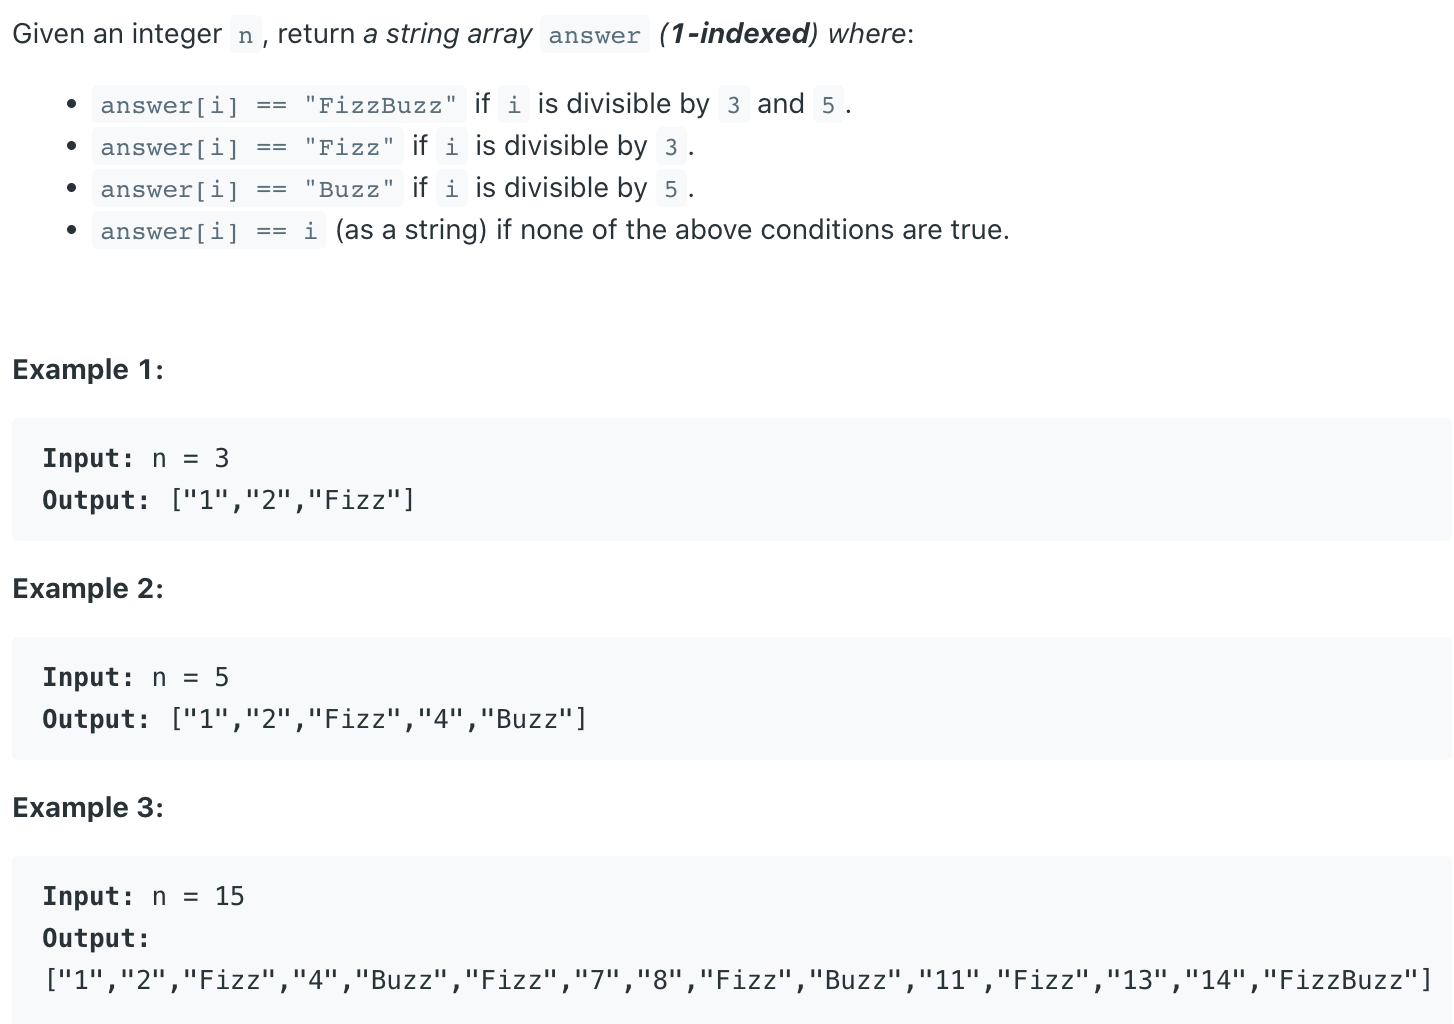 Given an integer n, return a string array answer (1-indexed) where:
• answer[i] == "FizzBuzz" if i is divisible by 3 and 5.
• answer[i] == "Fizz" if i is divisible by 3.
• answer[i] == "Buzz" if i is divisible by 5.
• answer[i] == i (as a string) if none of the above conditions are true.
Example 1:
Input: n = 3
Output: ["1","2","Fizz"]
Example 2:
Input: n = 5
Output: ["1","2","Fizz","4","Buzz"]
Example 3:
Input: n = 15
Output:
["1","2","Fizz","4","Buzz","Fizz","7","8","Fizz","Buzz","11","Fizz","13","14","FizzBuzz"]